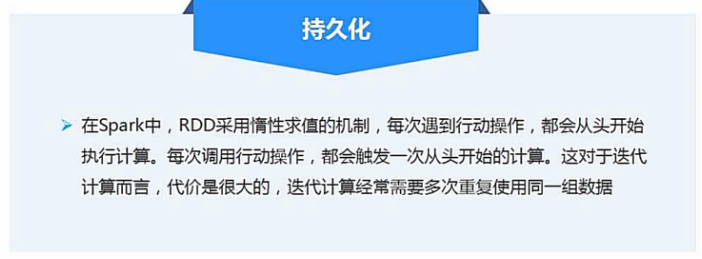 持久化
在Spark中，RDD采用惰性求值的机制，每次遇到行动操作，都会从头开始
执行计算。每次调用行动操作，都会触发一次从头开始的计算。这对于迭代
计算而言，代价是很大的，迭代计算经常需要多次重复使用同一组数据